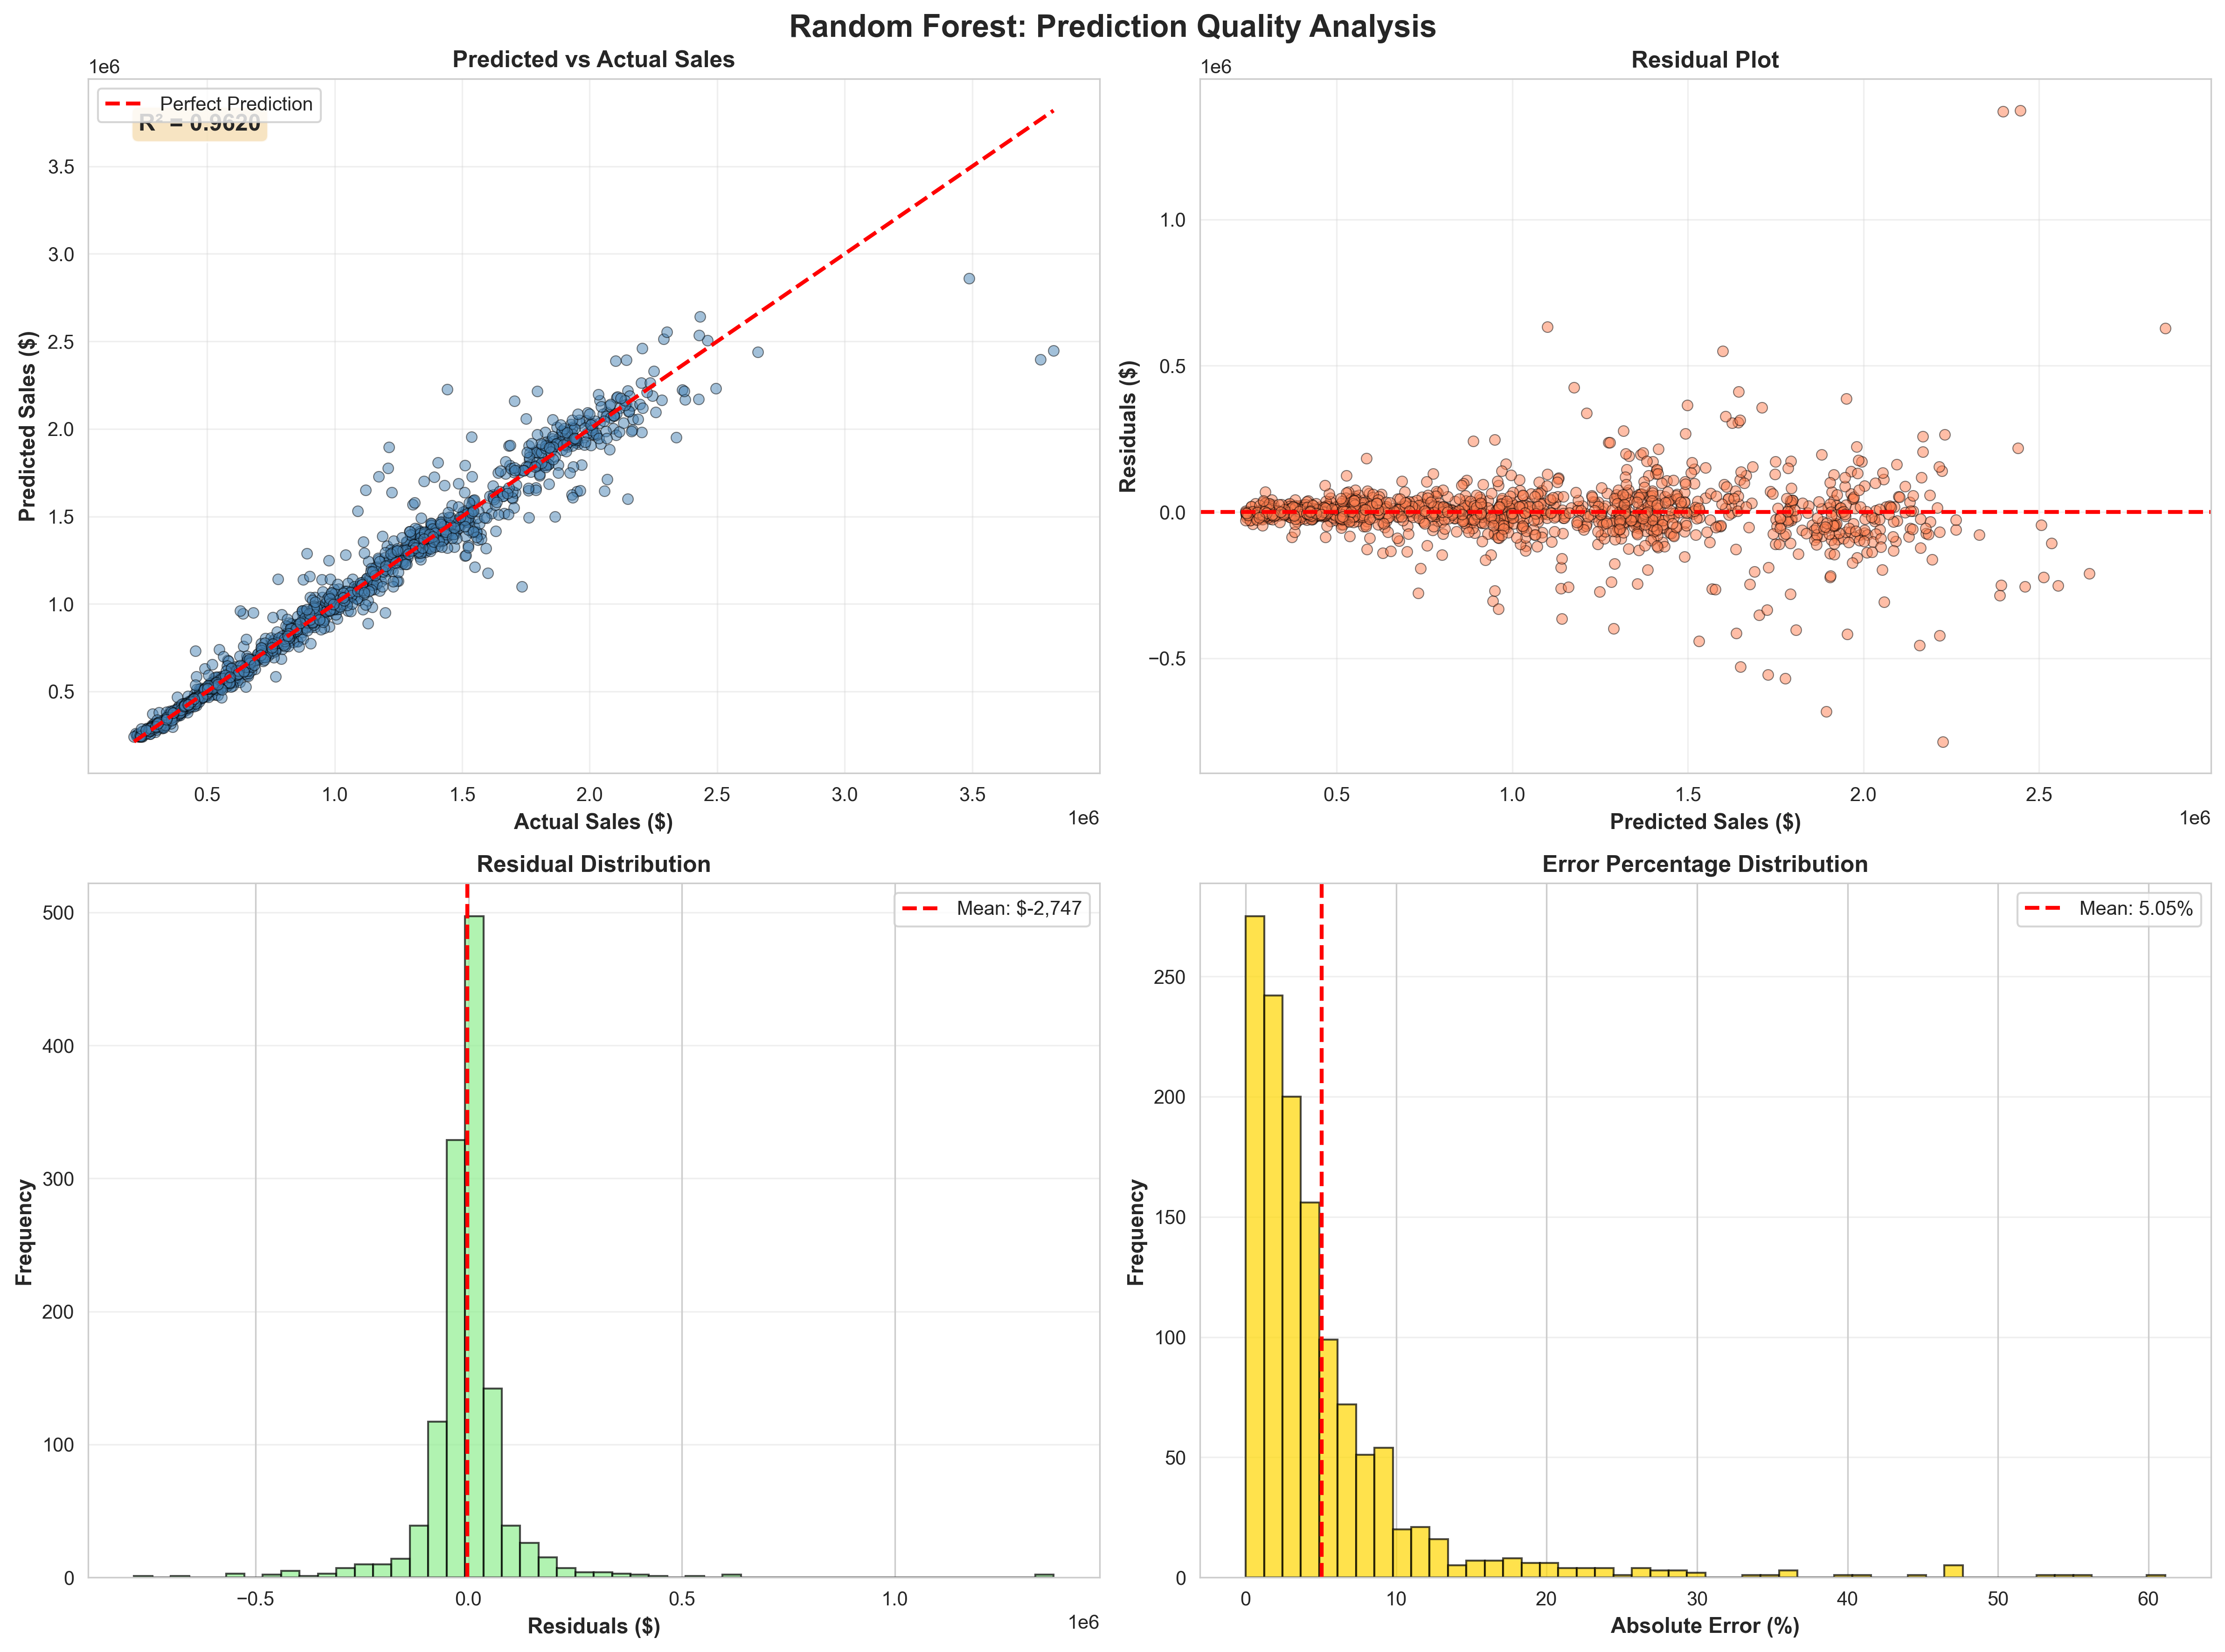 Random Forest: Prediction Quality Analysis
Predicted vs Actual Sales
1e6
Perfect Prediction
R² = 0.9620
3.5
3.0
2.5
2.0
1.5
1.0
0.5
Predicted Sales ($)
0.5 1.0 1.5 2.0 2.5 3.0 3.5
1e6
Actual Sales ($)
Residual Plot
1e6
1.0
0.5
0.0
−0.5
Residuals ($)
0.5 1.0 1.5 2.0 2.5
1e6
Predicted Sales ($)
Residual Distribution
Mean: $-2,747
500
400
300
200
100
0
Frequency
−0.5 0.0 0.5 1.0
1e6
Residuals ($)
Error Percentage Distribution
Mean: 5.05%
250
200
150
100
50
0
Frequency
0 10 20 30 40 50 60
Absolute Error (%)